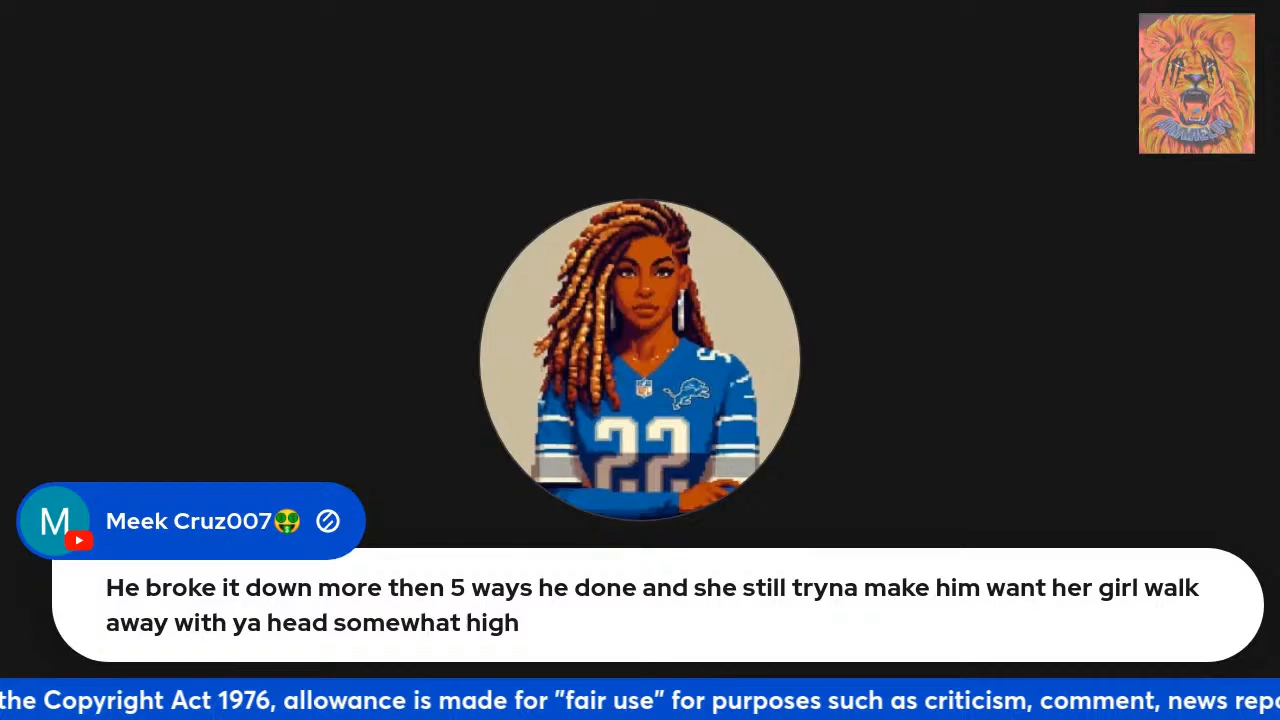 22
M
Meek Cruz007🤑
He broke it down more then 5 ways he done and she still tryna make him want her girl walk
away with ya head somewhat high
the Copyright Act 1976, allowance is made for "fair use" for purposes such as criticism, comment, news repo